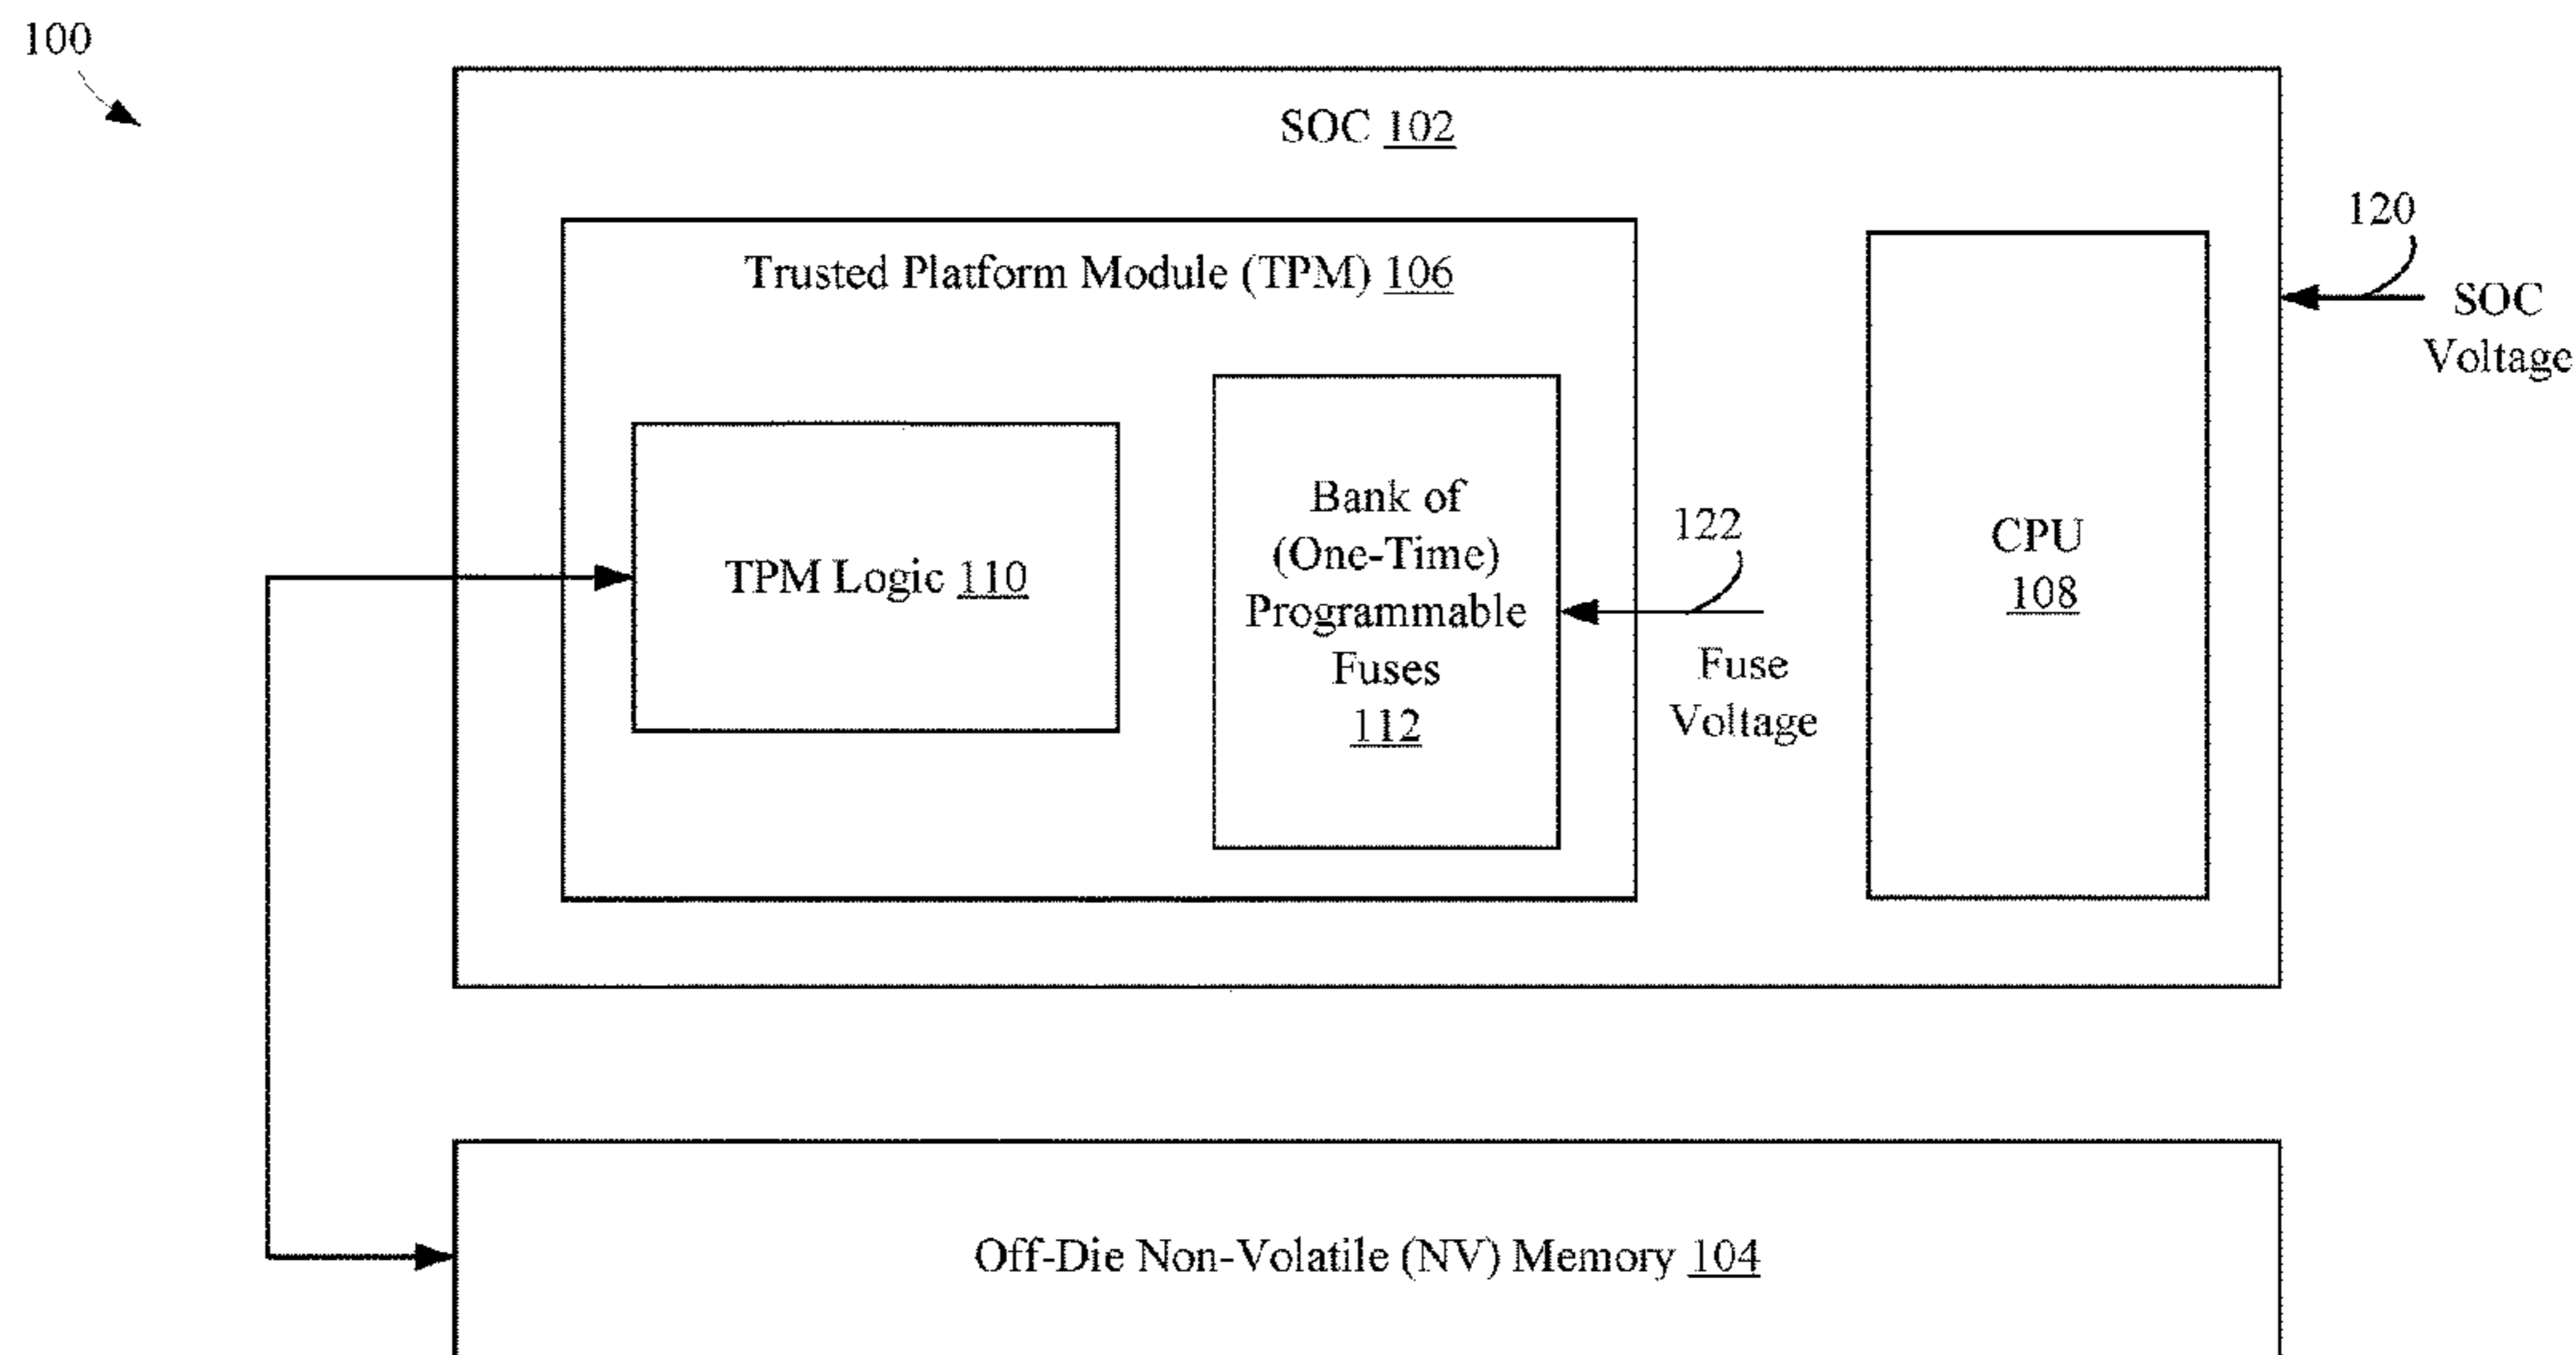 100
SOC 102
120
SOC
Voltage
Trusted Platform Module (TPM) 106
TPM Logic 110
Bank of
(One-Time)
Programmable
Fuses
112
122
Fuse
Voltage
CPU
108
Off-Die Non-Volatile (NV) Memory 104